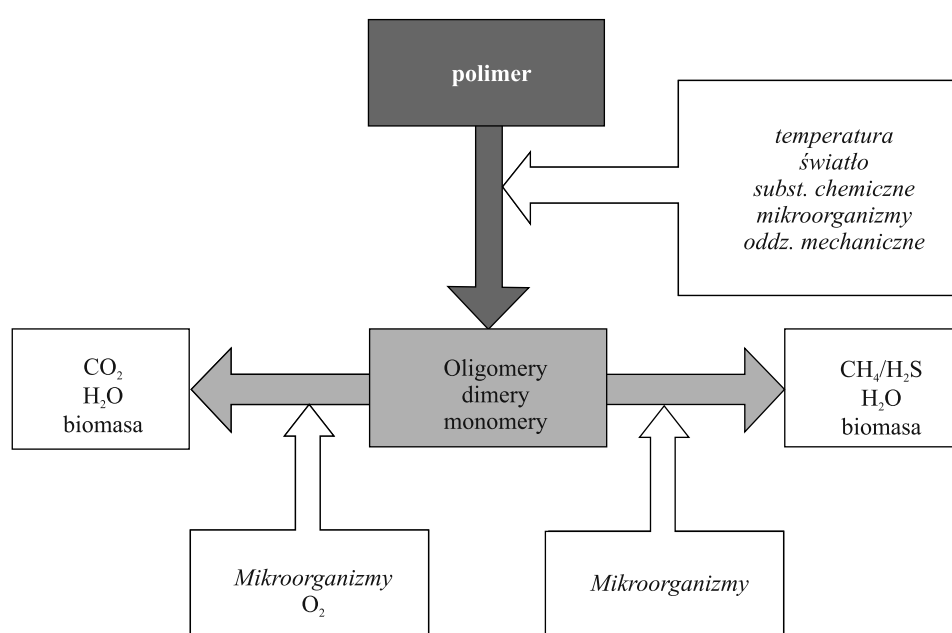 polimer
temperatura
światło
subst. chemiczne
mikroorganizmy
oddz. mechaniczne
CO₂
H₂O
biomasa
Oligomery
dimery
monomery
CH₄/H₂S
H₂O
biomasa
Mikroorganizmy
O₂
Mikroorganizmy